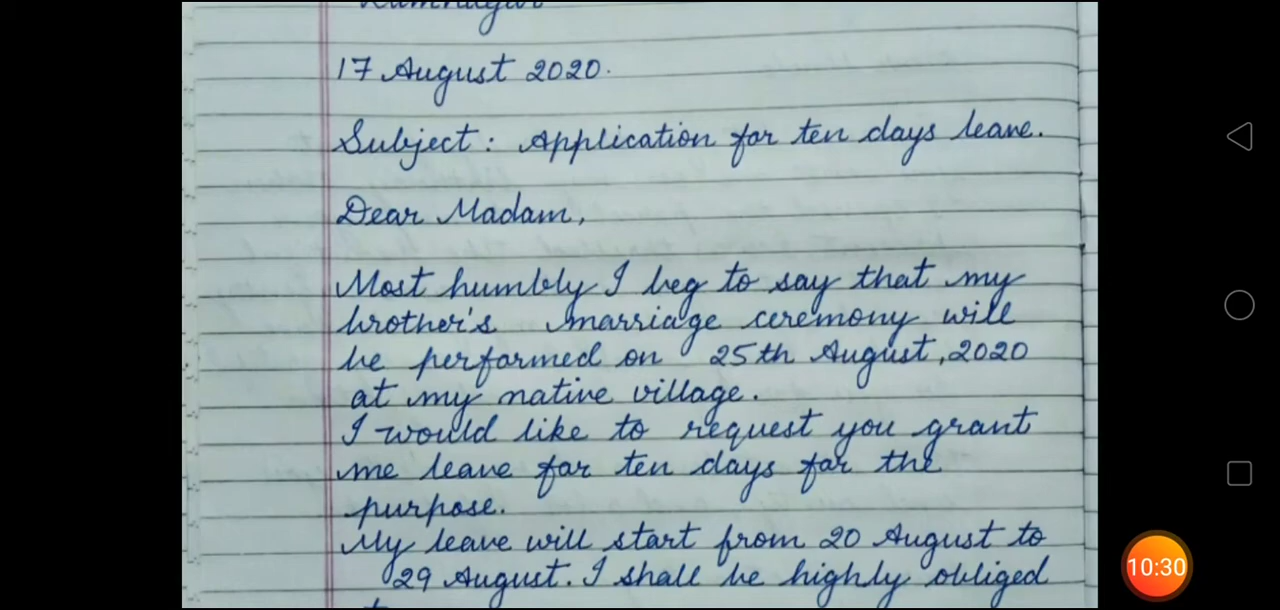 Ramnagar
17 August 2020.
Subject: Application for ten days leave.
Dear Madam,
Most humbly I beg to say that my
brother's marriage ceremony will
be performed on 25th August, 2020
at my native village.
I would like to request you grant
me leave for ten days for the
purpose.
My leave will start from 20 August to
29 August. I shall be highly obliged
10:30